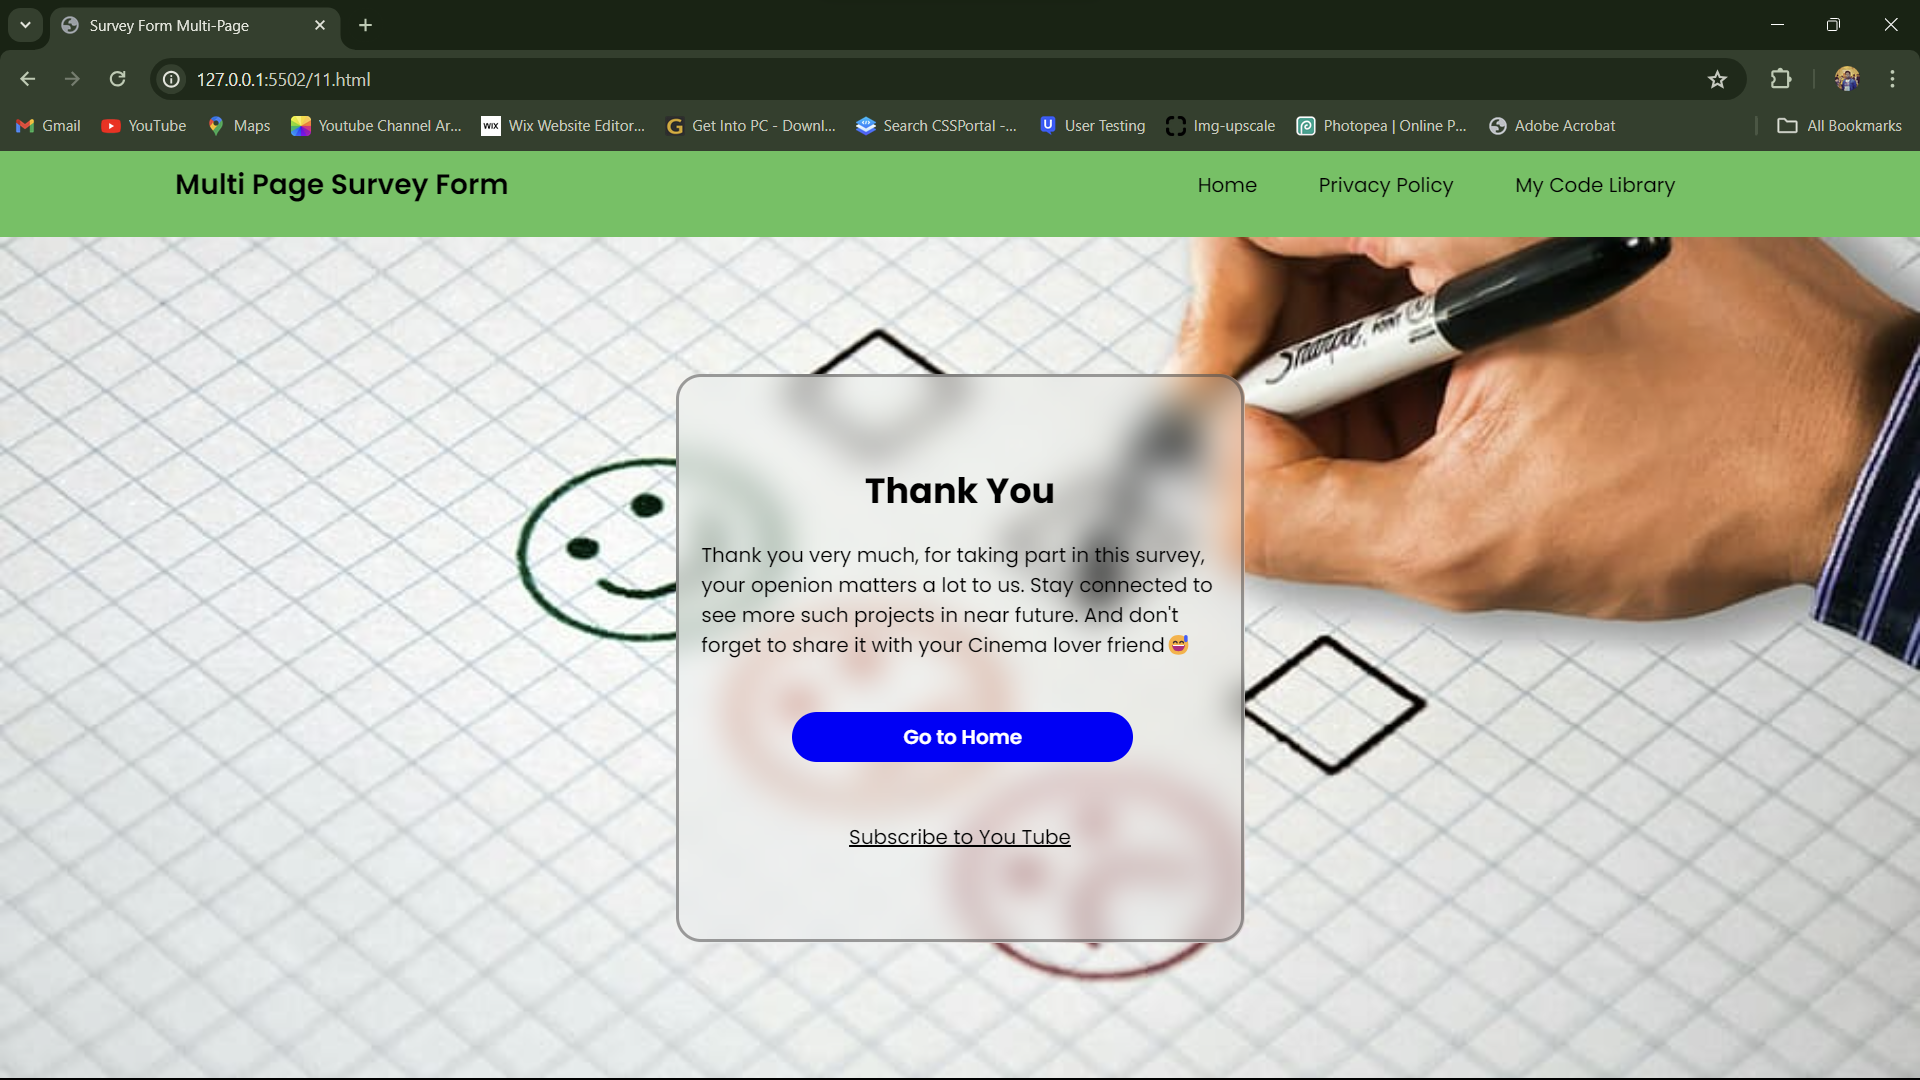 Survey Form Multi-Page
127.0.0.1:5502/11.html
Gmail YouTube Maps Youtube Channel Ar... WIX Wix Website Editor... Get Into PC - Downl... Search CSSPortal -... User Testing Img-upscale Photopea | Online P... Adobe Acrobat All Bookmarks
Multi Page Survey Form Home Privacy Policy My Code Library
Sharpie.
Thank You
Thank you very much, for taking part in this survey,
your openion matters a lot to us. Stay connected to
see more such projects in near future. And don't
forget to share it with your Cinema lover friend😅
Go to Home
Subscribe to You Tube